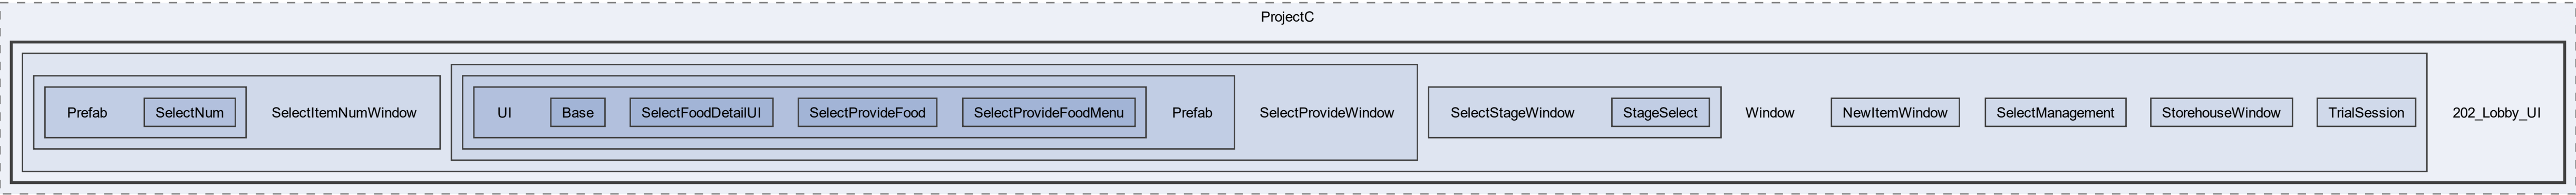 ProjectC
Prefab
SelectNum
SelectItemNumWindow
UI
Base
SelectFoodDetailUI
SelectProvideFood
SelectProvideFoodMenu
Prefab
SelectProvideWindow
SelectStageWindow
StageSelect
Window
NewItemWindow
SelectManagement
StorehouseWindow
TrialSession
202_Lobby_UI